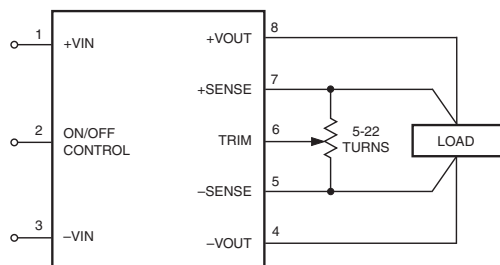 1 +VIN
2 ON/OFF
CONTROL
3 –VIN
+VOUT 8
+SENSE 7
TRIM 6
–SENSE 5
–VOUT 4
5-22
TURNS
LOAD